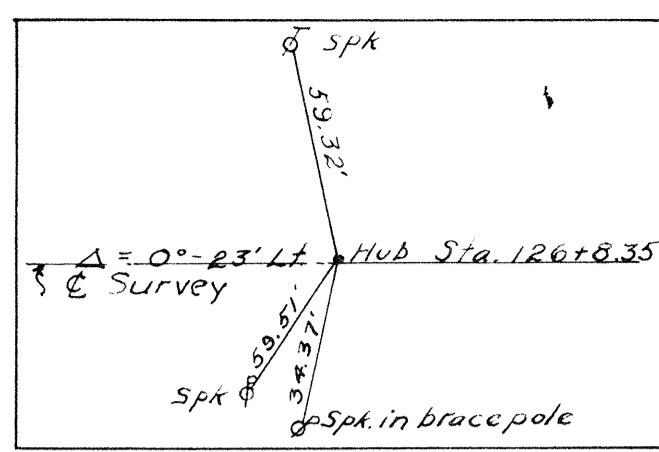 spk
59.32'
Δ = 0°-23' Lt Hub Sta. 126+8.35
℄ Survey
59.51'
34.37'
spk
Spk. in brace pole